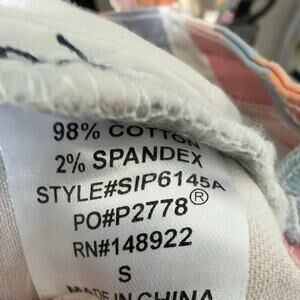 98% COTTON
2% SPANDEX
STYLE#SIP6145A
PO#P2778®
RN#148922
S
MADE IN CHINA